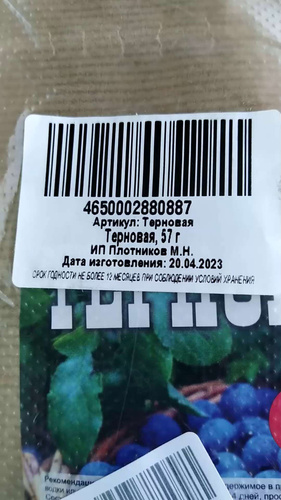 4650002880887
Артикул: Терновая
Терновая, 57 г
ИП Плотников М.Н.
Дата изготовления: 20.04.2023
СРОК ГОДНОСТИ НЕ БОЛЕЕ 12 МЕСЯЦЕВ ПРИ СОБЛЮДЕНИИ УСЛОВИЙ ХРАНЕНИЯ